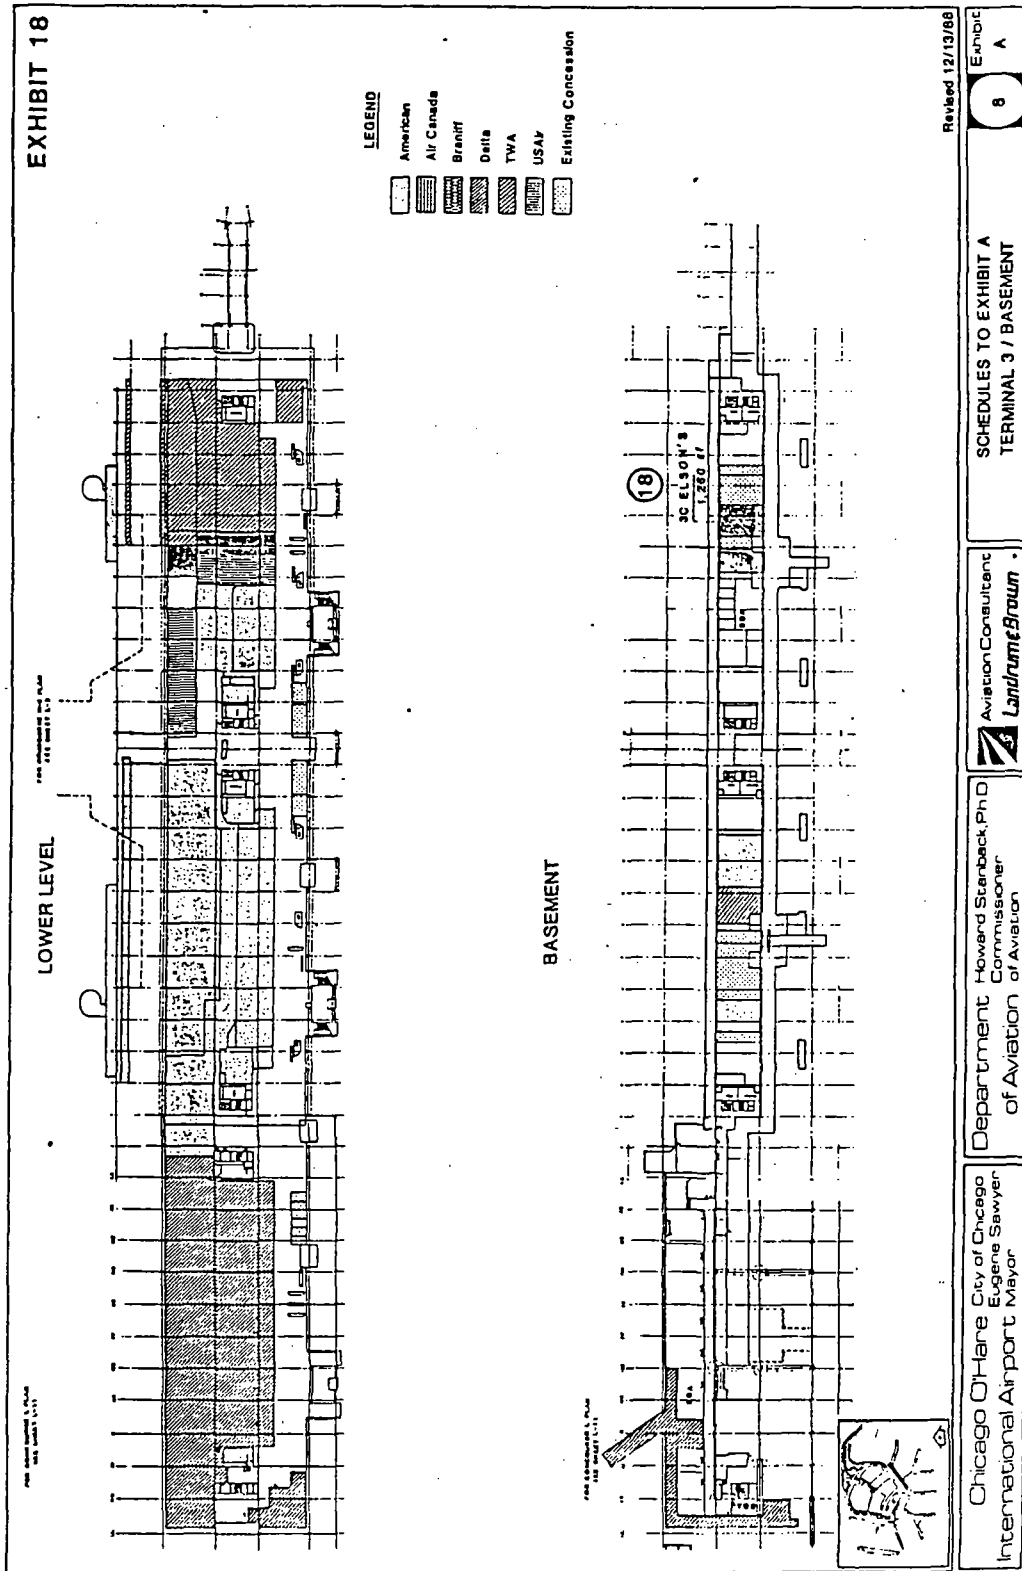 EXHIBIT 18
LOWER LEVEL
LEGEND
American
Air Canada
Braniff
Delta
TWA
USAir
Existing Concession
BASEMENT
18
3C ELSON'S
1,260 sf
Revised 12/13/88
Chicago O'Hare
International Airport
City of Chicago
Eugene Sawyer
Mayor
Department
of Aviation
Howard Stanback, Ph D
Commissioner
of Aviation
Aviation Consultant
Landrum & Brown
SCHEDULES TO EXHIBIT A
TERMINAL 3 / BASEMENT
8
Exhibit
A